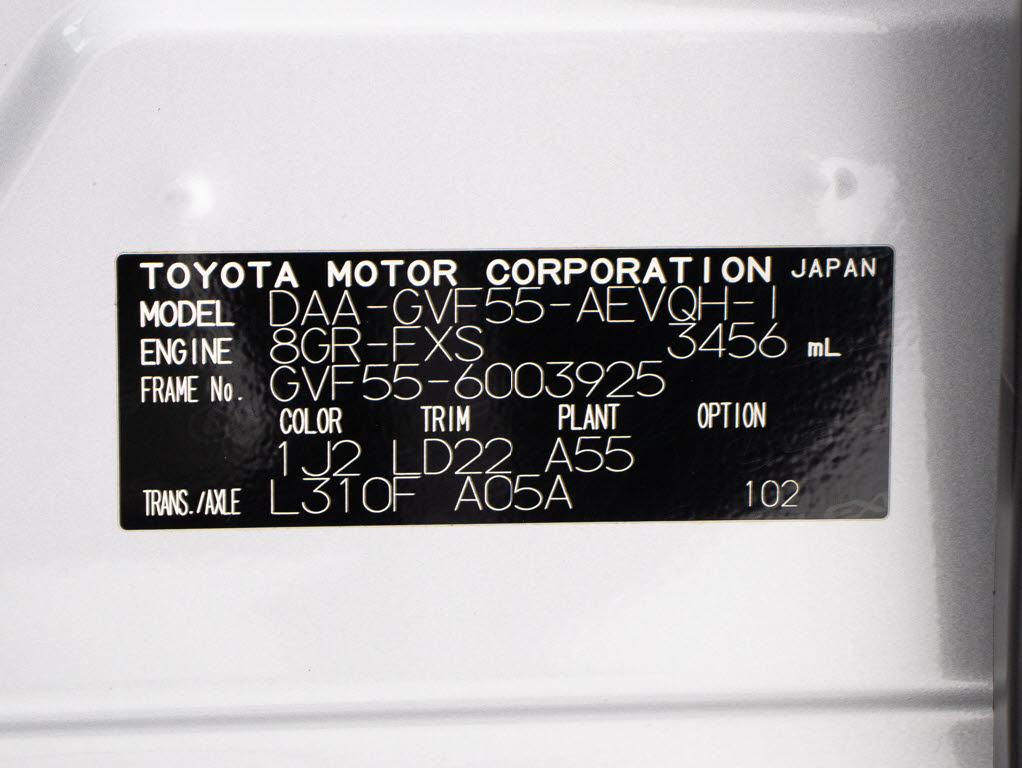 TOYOTA MOTOR CORPORATION JAPAN
MODEL DAA-GVF55-AEVQH-I
ENGINE 8GR-FXS 3456 mL
FRAME No. GVF55-6003925
COLOR TRIM PLANT OPTION
1J2 LD22 A55
TRANS./AXLE L310F A05A 102